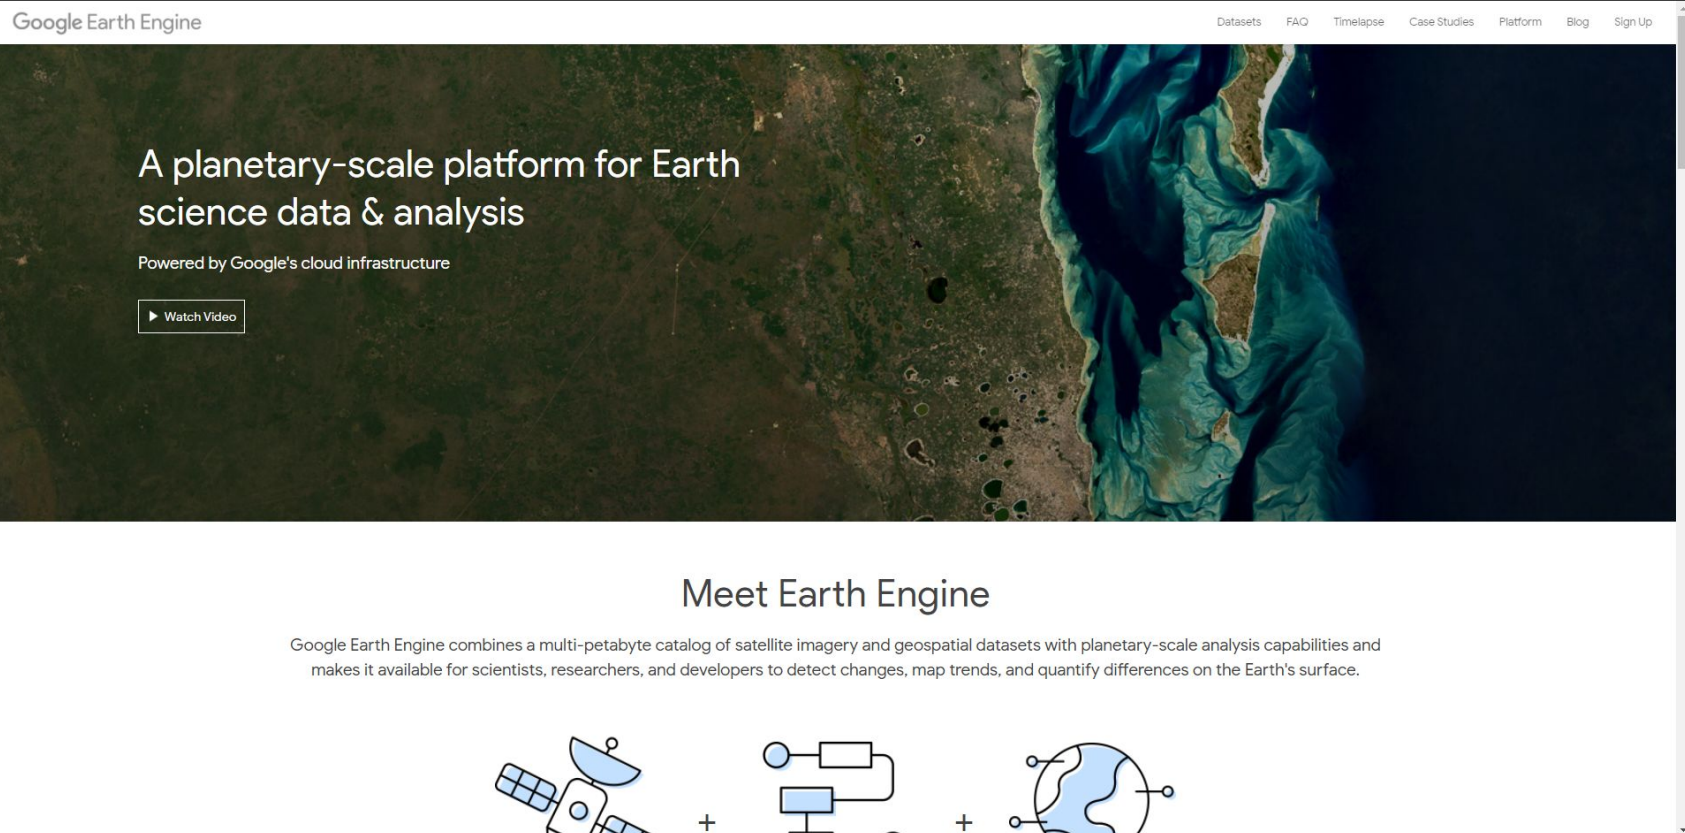 Google Earth Engine
Datasets FAQ Timelapse Case Studies Platform Blog Sign Up
A planetary-scale platform for Earth
science data & analysis
Powered by Google's cloud infrastructure
Watch Video
Meet Earth Engine
Google Earth Engine combines a multi-petabyte catalog of satellite imagery and geospatial datasets with planetary-scale analysis capabilities and
makes it available for scientists, researchers, and developers to detect changes, map trends, and quantify differences on the Earth's surface.
+ +